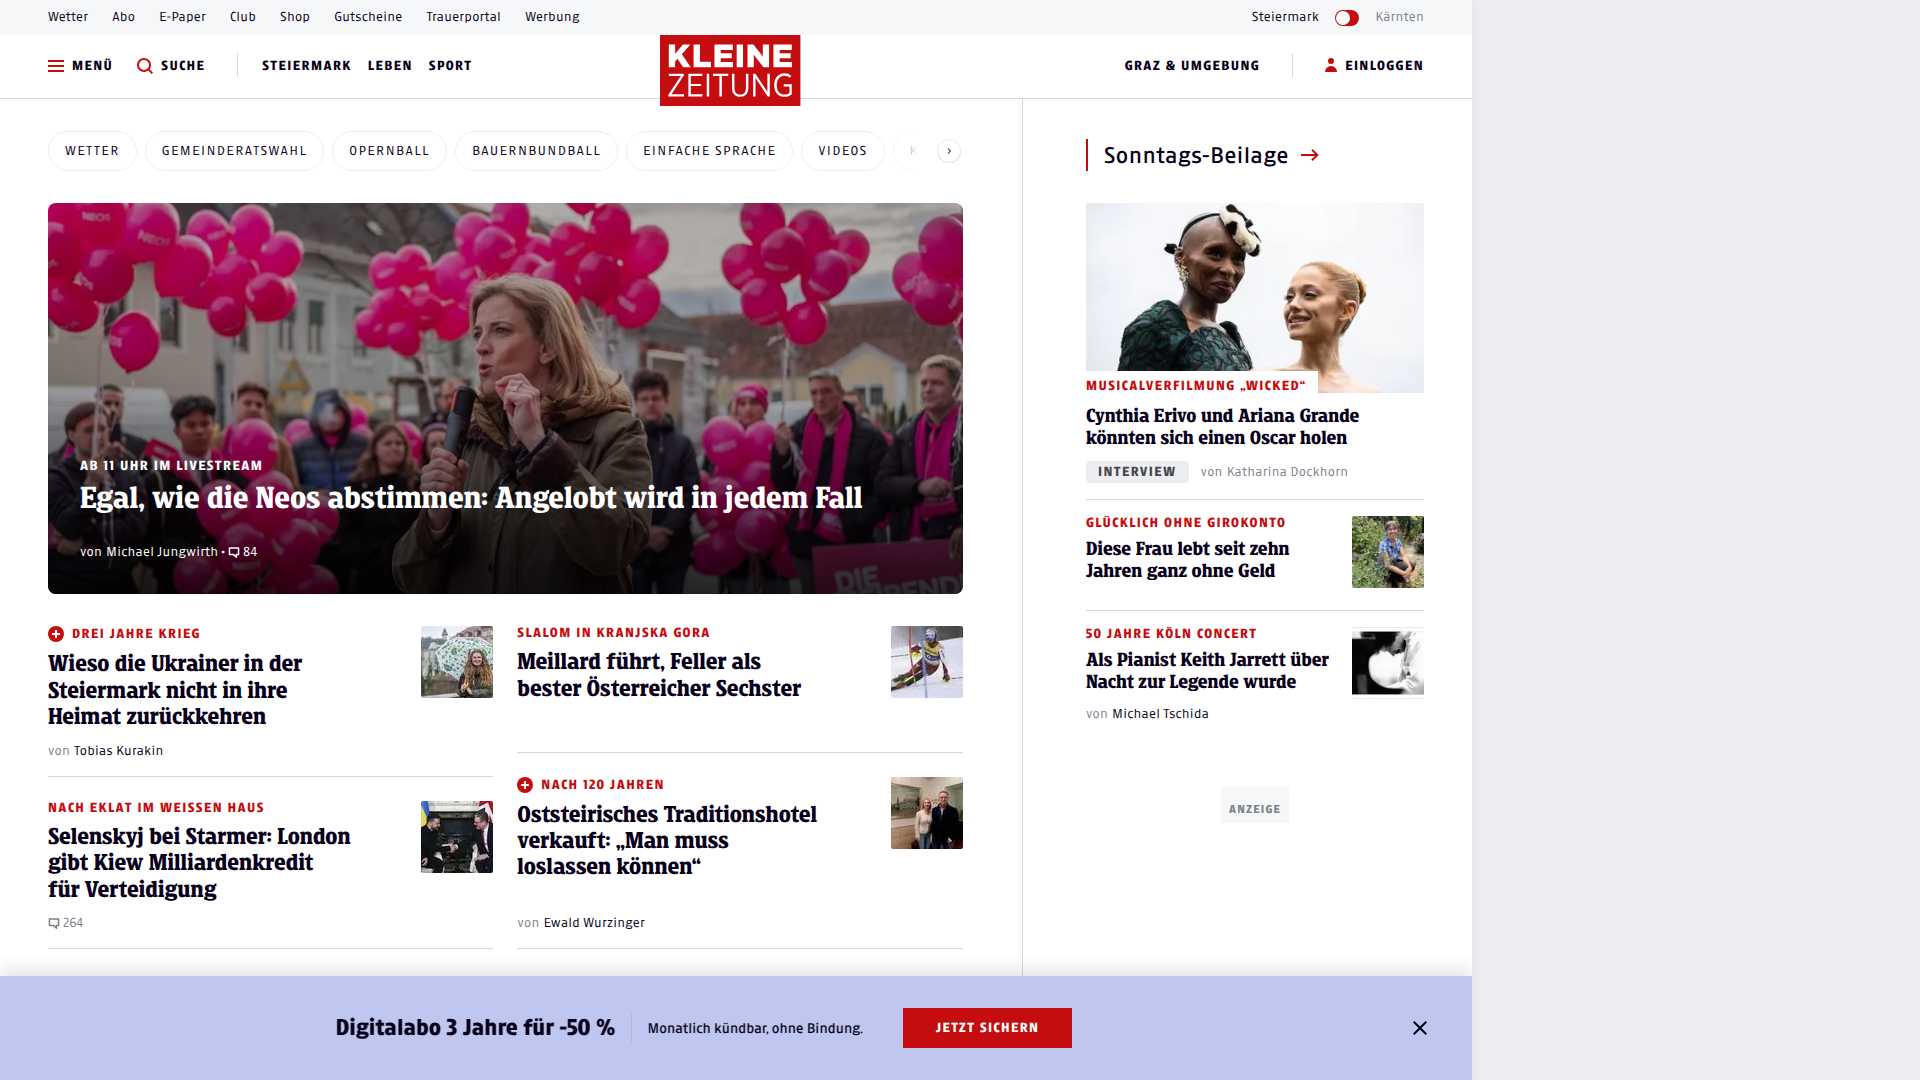 Wetter Abo E-Paper Club Shop Gutscheine Trauerportal Werbung Steiermark Kärnten
MENÜ SUCHE STEIERMARK LEBEN SPORT KLEINE ZEITUNG GRAZ & UMGEBUNG EINLOGGEN
WETTER GEMEINDERATSWAHL OPERNBALL BAUERNBUNDBALL EINFACHE SPRACHE VIDEOS K
AB 11 UHR IM LIVESTREAM
Egal, wie die Neos abstimmen: Angelobt wird in jedem Fall
von Michael Jungwirth • 84
DREI JAHRE KRIEG
Wieso die Ukrainer in der
Steiermark nicht in ihre
Heimat zurückkehren
von Tobias Kurakin
NACH EKLAT IM WEISSEN HAUS
Selenskyj bei Starmer: London
gibt Kiew Milliardenkredit
für Verteidigung
264
SLALOM IN KRANJSKA GORA
Meillard führt, Feller als
bester Österreicher Sechster
NACH 120 JAHREN
Oststeirisches Traditionshotel
verkauft: „Man muss
loslassen können“
von Ewald Wurzinger
Sonntags-Beilage
MUSICALVERFILMUNG „WICKED“
Cynthia Erivo und Ariana Grande
könnten sich einen Oscar holen
INTERVIEW von Katharina Dockhorn
GLÜCKLICH OHNE GIROKONTO
Diese Frau lebt seit zehn
Jahren ganz ohne Geld
50 JAHRE KÖLN CONCERT
Als Pianist Keith Jarrett über
Nacht zur Legende wurde
von Michael Tschida
ANZEIGE
Digitalabo 3 Jahre für -50 % Monatlich kündbar, ohne Bindung. JETZT SICHERN